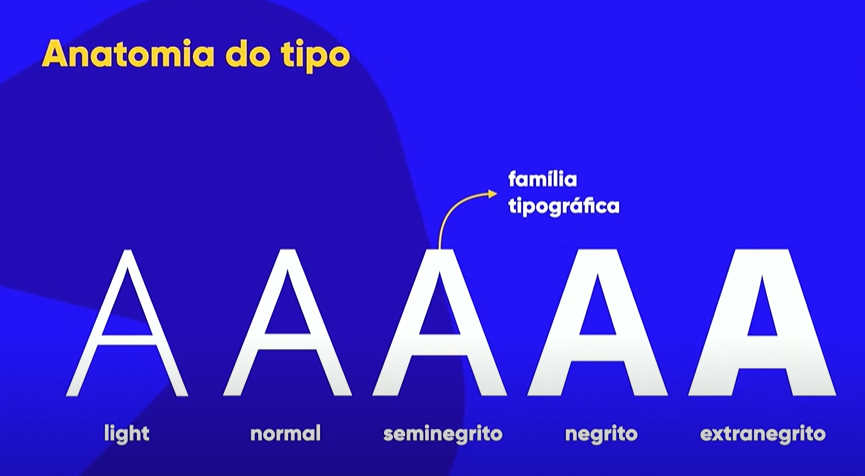 Anatomia do tipo
família
tipográfica
A A A A A
light normal seminegrito negrito extranegrito